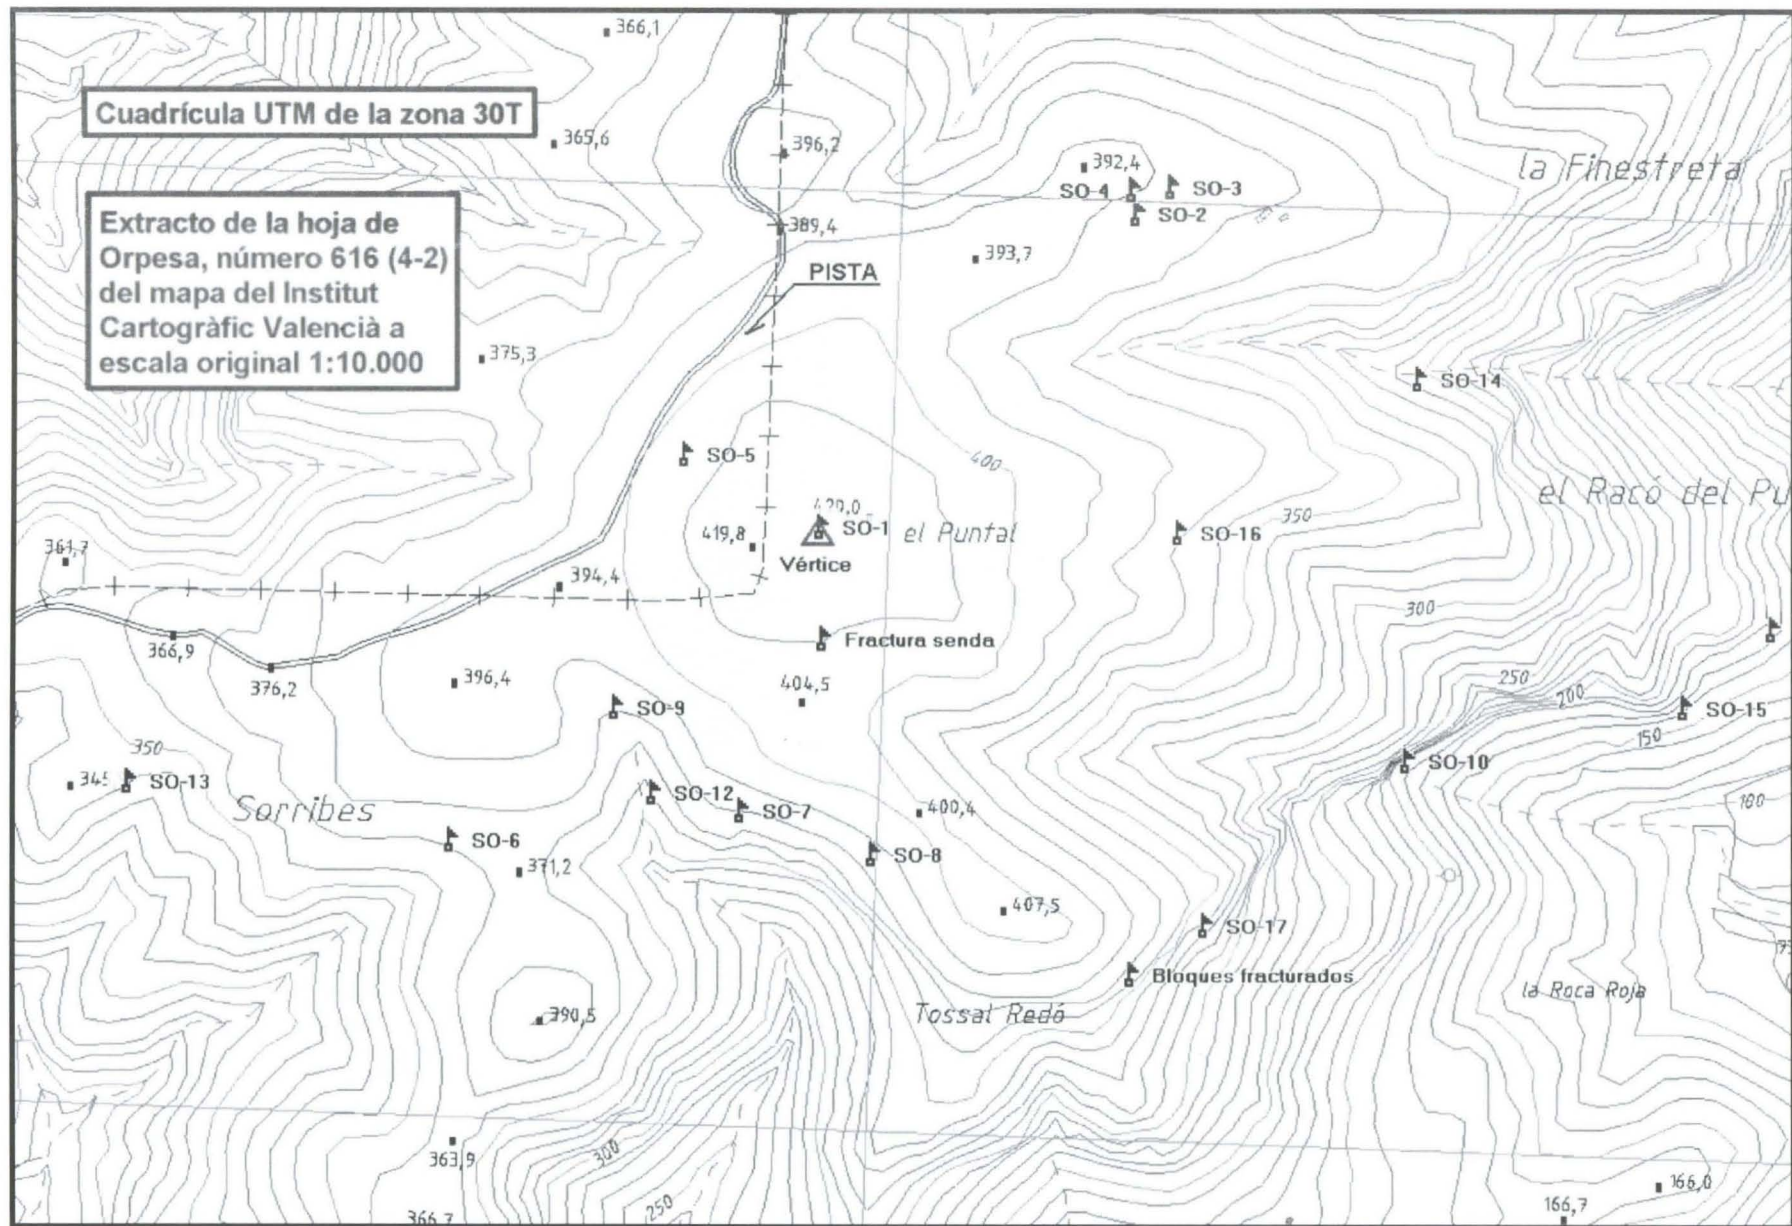 366,1
Cuadrícula UTM de la zona 30T
365,6
396,2
392,4
la Finestreta
SO-4
SO-3
SO-2
Extracto de la hoja de
Orpesa, número 616 (4-2)
del mapa del Institut
Cartogràfic Valencià a
escala original 1:10.000
389,4
393,7
PISTA
375,3
SO-14
SO-5
400
el Racó del Pu
350
419,8
SO-1
el Puntal
SO-16
361,7
Vértice
394,4
300
366,9
Fractura senda
376,2
396,4
404,5
250
200
SO-9
SO-15
150
350
345
SO-13
SO-10
Sorribes
SO-12
SO-7
400,4
100
SO-6
SO-8
371,2
407,5
SO-17
Bloques fracturados
la Roca Roja
Tossal Redó
390,5
363,9
300
166,0
250
366,7
166,7